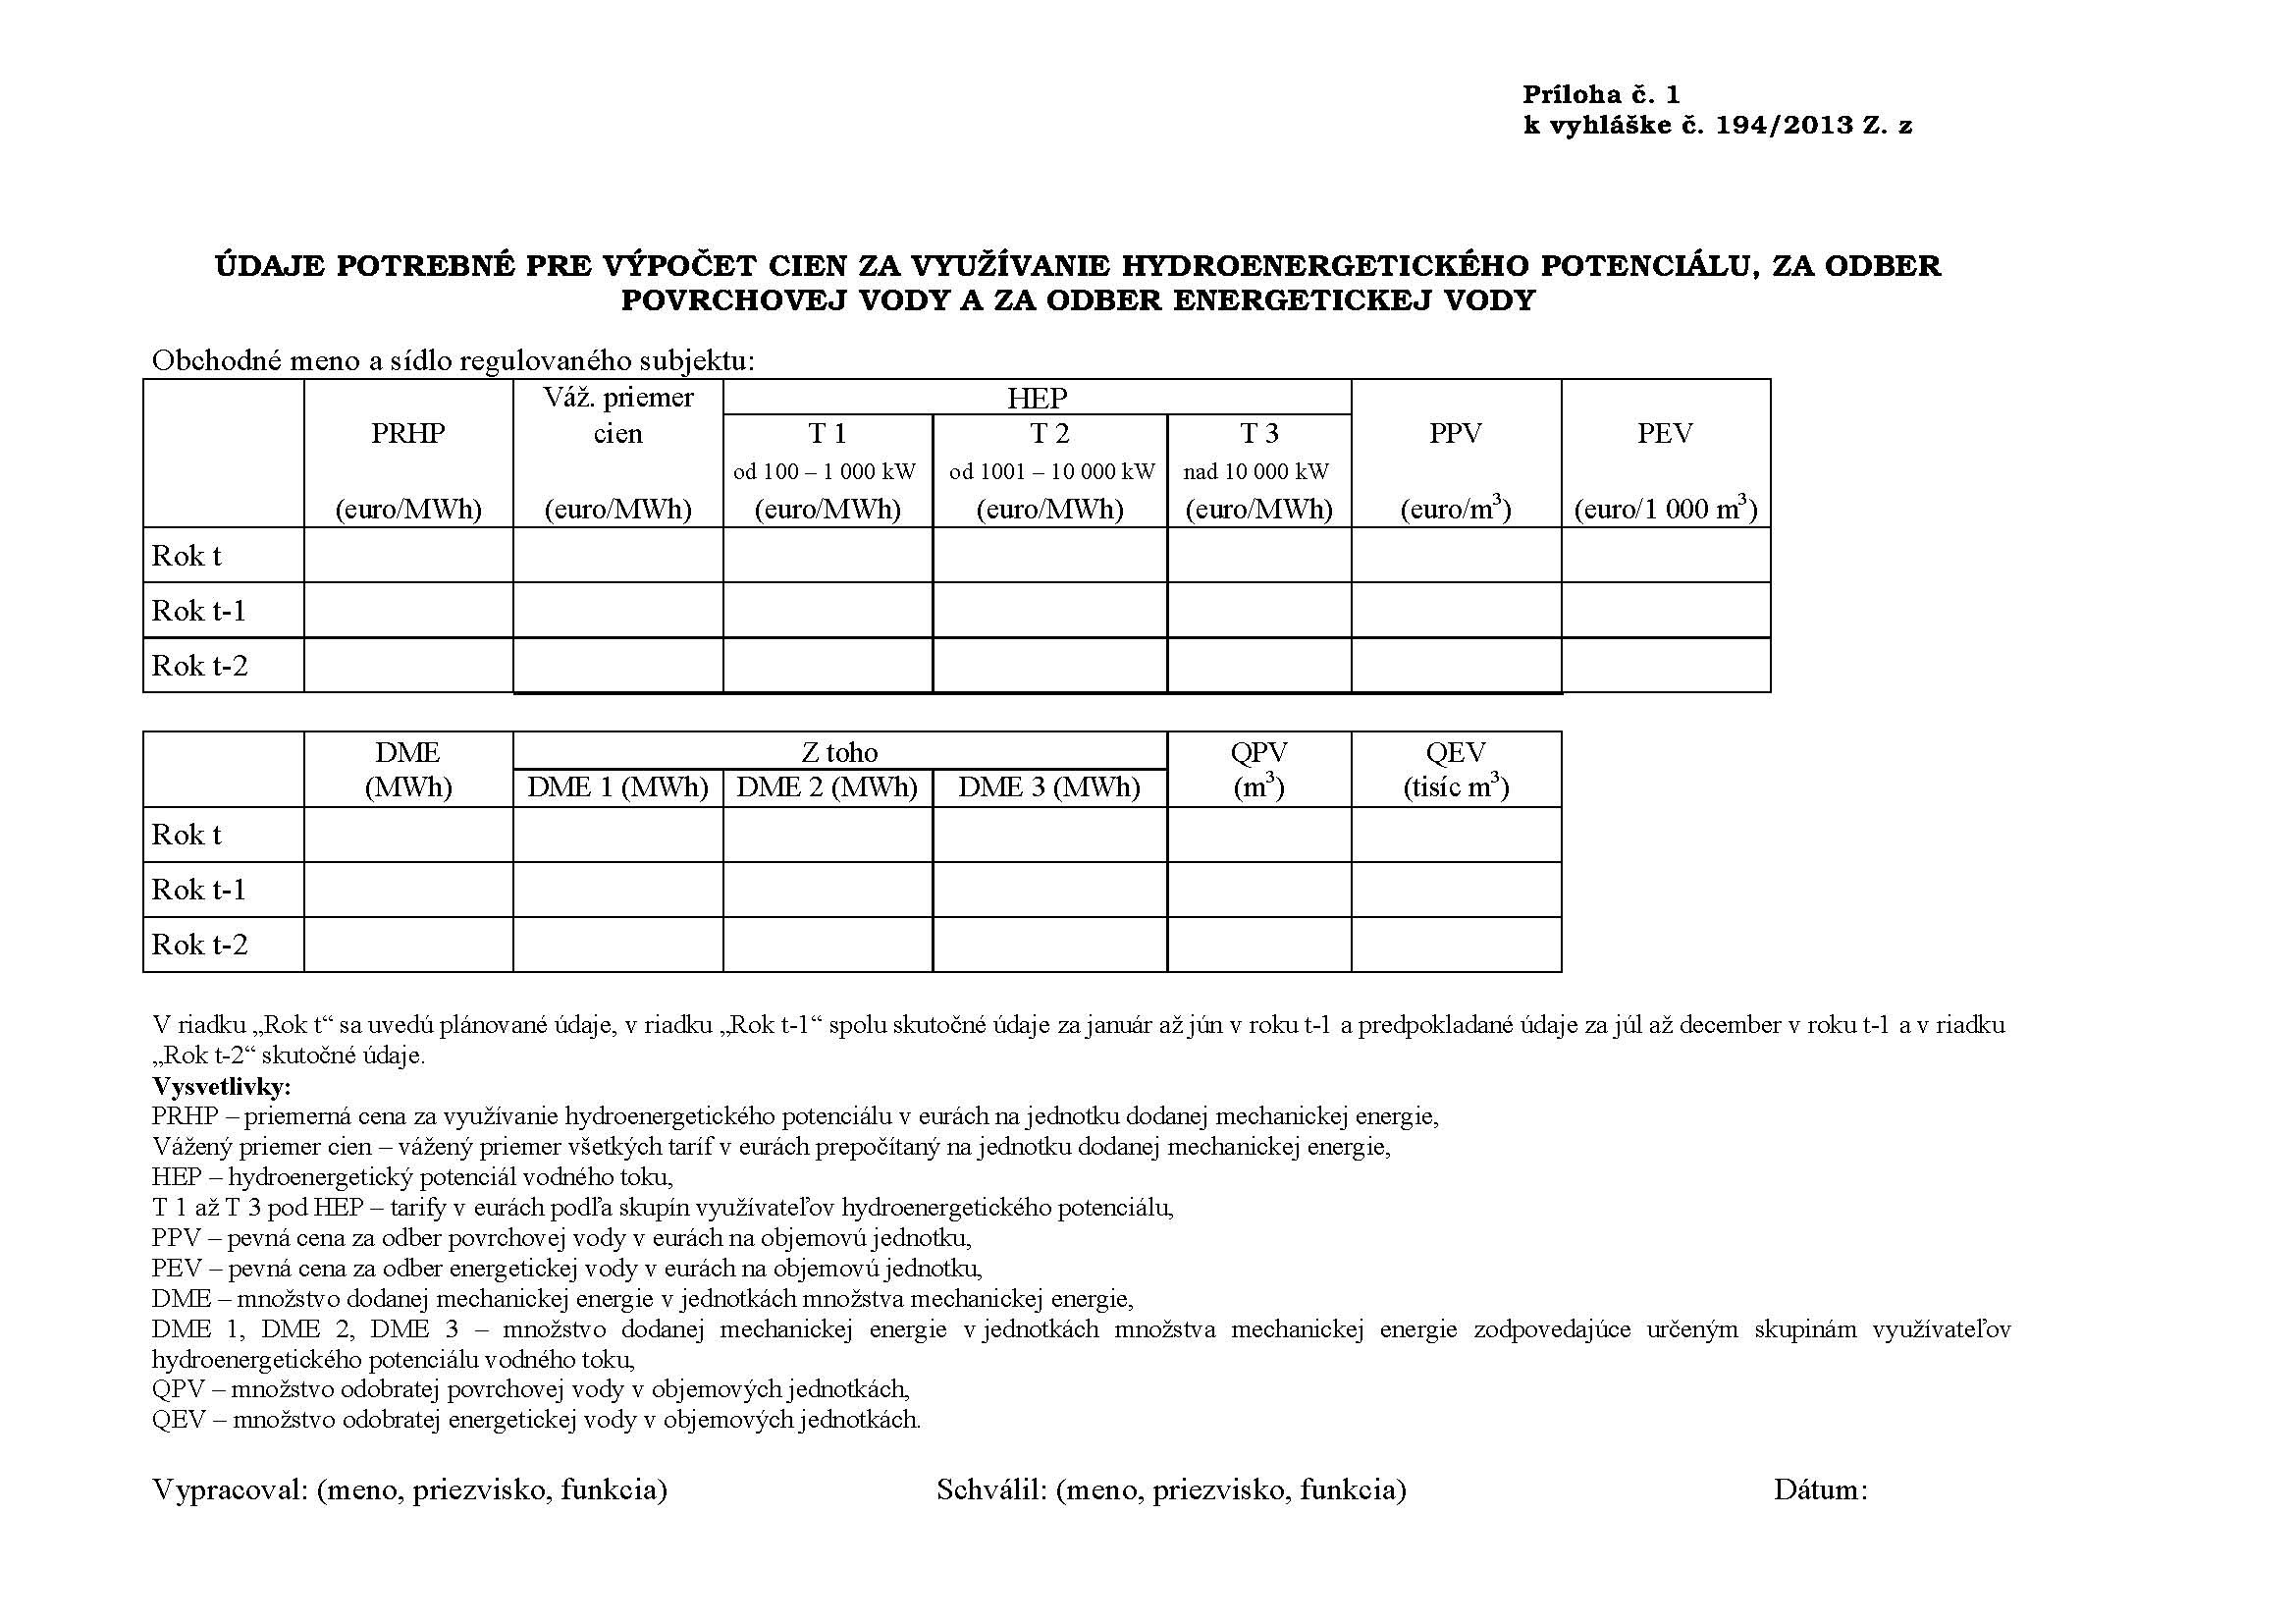 Príloha č. 1
k vyhláške č. 194/2013 Z. z
ÚDAJE POTREBNÉ PRE VÝPOČET CIEN ZA VYUŽÍVANIE HYDROENERGETICKÉHO POTENCIÁLU, ZA ODBER
POVRCHOVEJ VODY A ZA ODBER ENERGETICKEJ VODY
Obchodné meno a sídlo regulovaného subjektu:
Váž. priemer HEP
PRHP cien T 1 T 2 T 3 PPV PEV
od 100 – 1 000 kW od 1001 – 10 000 kW nad 10 000 kW
(euro/MWh) (euro/MWh) (euro/MWh) (euro/MWh) (euro/MWh) (euro/m³) (euro/1 000 m³)
Rok t
Rok t-1
Rok t-2
DME Z toho QPV QEV
(MWh) DME 1 (MWh) DME 2 (MWh) DME 3 (MWh) (m³) (tisíc m³)
Rok t
Rok t-1
Rok t-2
V riadku „Rok t“ sa uvedú plánované údaje, v riadku „Rok t-1“ spolu skutočné údaje za január až jún v roku t-1 a predpokladané údaje za júl až december v roku t-1 a v riadku
„Rok t-2“ skutočné údaje.
Vysvetlivky:
PRHP – priemerná cena za využívanie hydroenergetického potenciálu v eurách na jednotku dodanej mechanickej energie,
Vážený priemer cien – vážený priemer všetkých taríf v eurách prepočítaný na jednotku dodanej mechanickej energie,
HEP – hydroenergetický potenciál vodného toku,
T 1 až T 3 pod HEP – tarify v eurách podľa skupín využívateľov hydroenergetického potenciálu,
PPV – pevná cena za odber povrchovej vody v eurách na objemovú jednotku,
PEV – pevná cena za odber energetickej vody v eurách na objemovú jednotku,
DME – množstvo dodanej mechanickej energie v jednotkách množstva mechanickej energie,
DME 1, DME 2, DME 3 – množstvo dodanej mechanickej energie v jednotkách množstva mechanickej energie zodpovedajúce určeným skupinám využívateľov
hydroenergetického potenciálu vodného toku,
QPV – množstvo odobratej povrchovej vody v objemových jednotkách,
QEV – množstvo odobratej energetickej vody v objemových jednotkách.
Vypracoval: (meno, priezvisko, funkcia) Schválil: (meno, priezvisko, funkcia) Dátum: